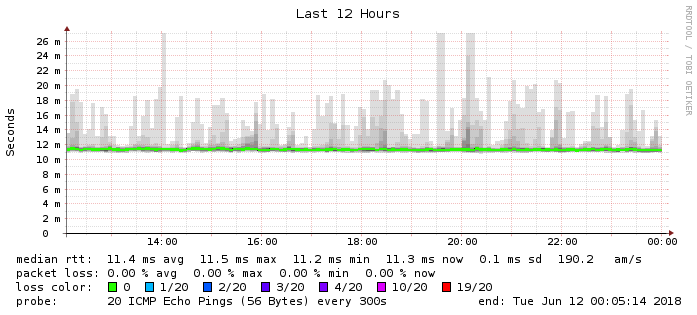 Last 12 Hours
RRDTOOL / TOBI OETIKER
Seconds
26 m
24 m
22 m
20 m
18 m
16 m
14 m
12 m
10 m
8 m
6 m
4 m
2 m
0
14:00 16:00 18:00 20:00 22:00 00:00
median rtt: 11.4 ms avg 11.5 ms max 11.2 ms min 11.3 ms now 0.1 ms sd 190.2 am/s
packet loss: 0.00 % avg 0.00 % max 0.00 % min 0.00 % now
loss color: 0 1/20 2/20 3/20 4/20 10/20 19/20
probe: 20 ICMP Echo Pings (56 Bytes) every 300s end: Tue Jun 12 00:05:14 2018